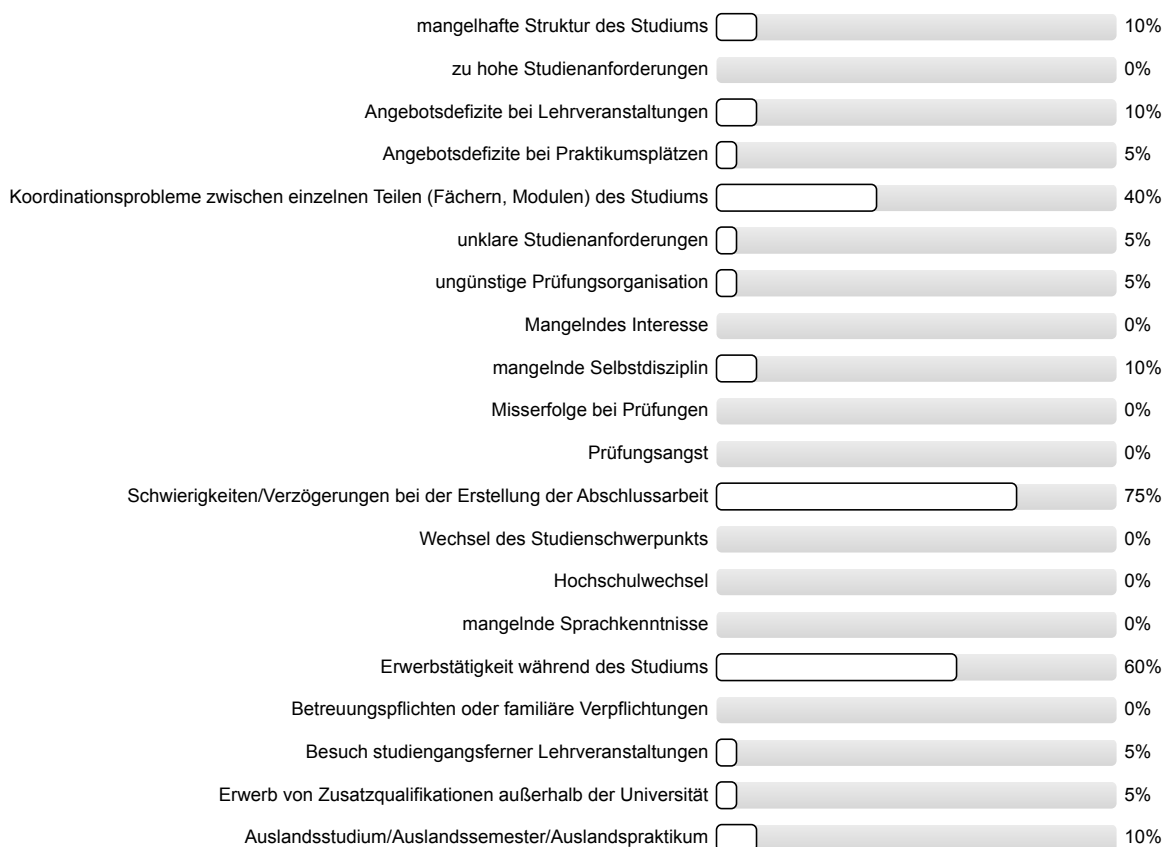 mangelhafte Struktur des Studiums 10%
zu hohe Studienanforderungen 0%
Angebotsdefizite bei Lehrveranstaltungen 10%
Angebotsdefizite bei Praktikumsplätzen 5%
Koordinationsprobleme zwischen einzelnen Teilen (Fächern, Modulen) des Studiums 40%
unklare Studienanforderungen 5%
ungünstige Prüfungsorganisation 5%
Mangelndes Interesse 0%
mangelnde Selbstdisziplin 10%
Misserfolge bei Prüfungen 0%
Prüfungsangst 0%
Schwierigkeiten/Verzögerungen bei der Erstellung der Abschlussarbeit 75%
Wechsel des Studienschwerpunkts 0%
Hochschulwechsel 0%
mangelnde Sprachkenntnisse 0%
Erwerbstätigkeit während des Studiums 60%
Betreuungspflichten oder familiäre Verpflichtungen 0%
Besuch studiengangsferner Lehrveranstaltungen 5%
Erwerb von Zusatzqualifikationen außerhalb der Universität 5%
Auslandsstudium/Auslandssemester/Auslandspraktikum 10%